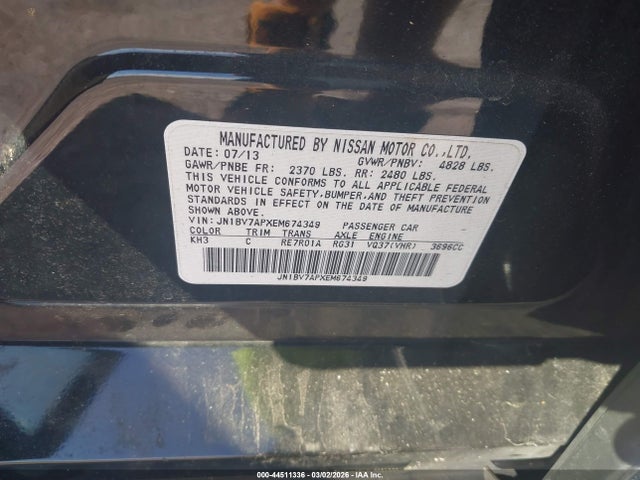 MANUFACTURED BY NISSAN MOTOR CO.,LTD.
DATE: 07/13 GVWR/PNBV: 4828 LBS.
GAWR/PNBE FR: 2370 LBS. RR: 2480 LBS.
THIS VEHICLE CONFORMS TO ALL APPLICABLE FEDERAL
MOTOR VEHICLE SAFETY,BUMPER,AND THEFT PREVENTION
STANDARDS IN EFFECT ON THE DATE OF MANUFACTURE
SHOWN ABOVE.
VIN: JN1BV7APXEM674349 PASSENGER CAR
COLOR TRIM TRANS AXLE ENGINE
KH3 C RE7R01A RG31 VQ37(VHR) 3696CC
JN1BV7APXEM674349
000-44511336 | 03/02/2026 - IAA, Inc.